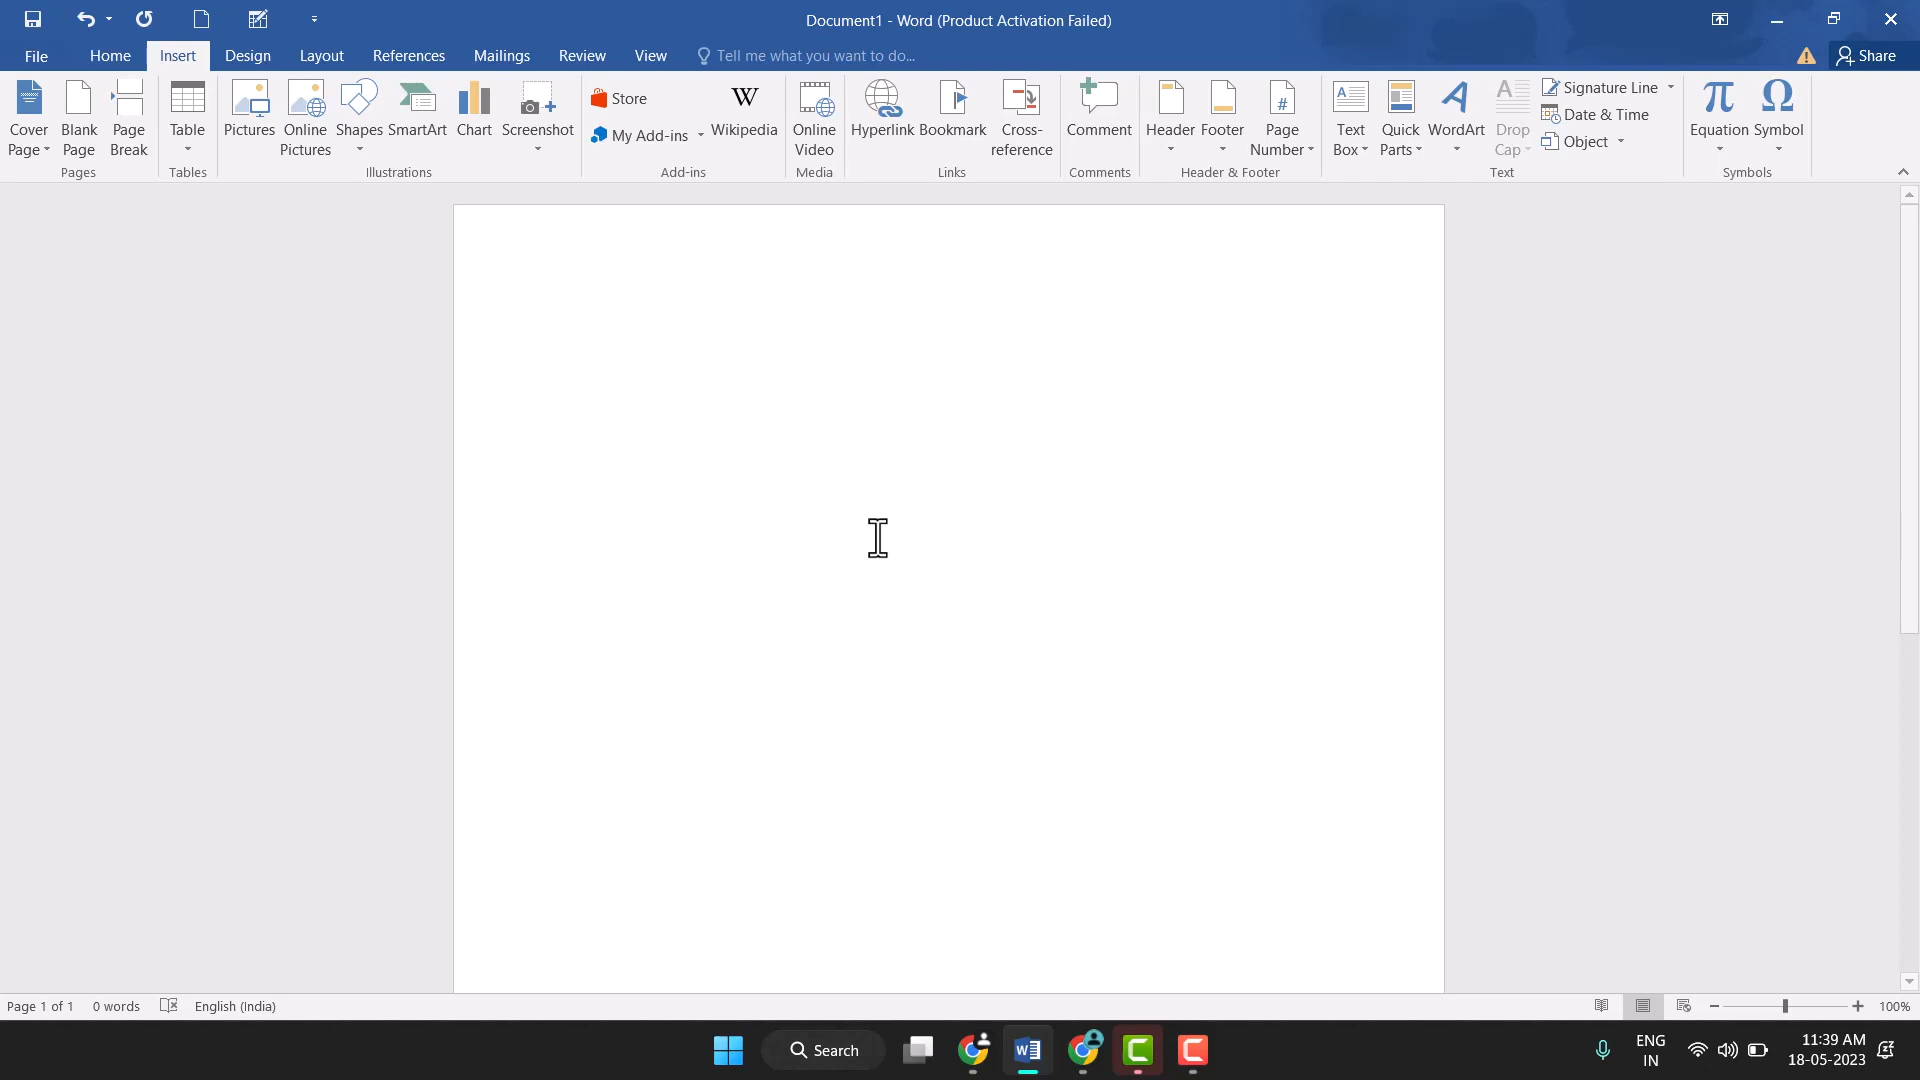 Document1 - Word (Product Activation Failed)
File Home Insert Design Layout References Mailings Review View Tell me what you want to do... Share
Cover Page
Blank Page
Page Break
Pages
Table
Tables
Pictures
Online Pictures
Shapes
SmartArt
Chart
Screenshot
Illustrations
Store
My Add-ins
W
Wikipedia
Add-ins
Online Video
Media
Hyperlink
Bookmark
Cross-reference
Links
Comment
Comments
Header
Footer
# Page Number
Header & Footer
A Text Box
Quick Parts
A WordArt
A Drop Cap
Signature Line
Date & Time
Object
Text
π Equation
Ω Symbol
Symbols
Page 1 of 1 0 words English (India) 100%
Search
ENG
IN
11:39 AM
18-05-2023